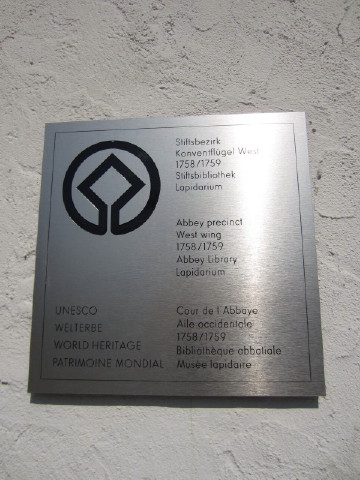 Stiftsbezirk
Konventflügel West
1758/1759
Stiftsbibliothek
Lapidarium
Abbey precinct
West wing
1758/1759
Abbey Library
Lapidarium
UNESCO
WELTERBE
WORLD HERITAGE
PATRIMOINE MONDIAL
Cour de l'Abbaye
Aile occidentale
1758/1759
Bibliothèque abbatiale
Musée lapidaire